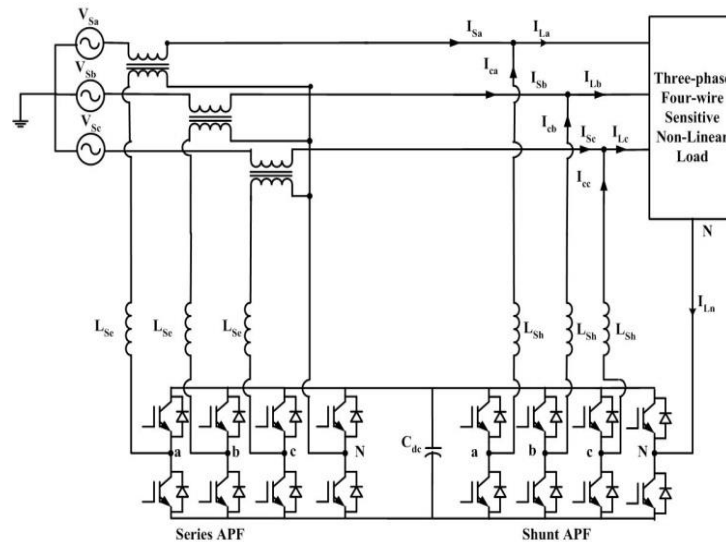 V_Sa
I_Sa
I_La
I_ca
V_Sb
I_Sb
I_Lb
Three-phase
Four-wire
Sensitive
Non-Linear
Load
I_cb
V_Sc
I_Sc
I_Lc
I_cc
N
I_Ln
L_Se
L_Se
L_Se
L_Sh
L_Sh
L_Sh
a
b
c
N
C_dc
a
b
c
N
Series APF
Shunt APF